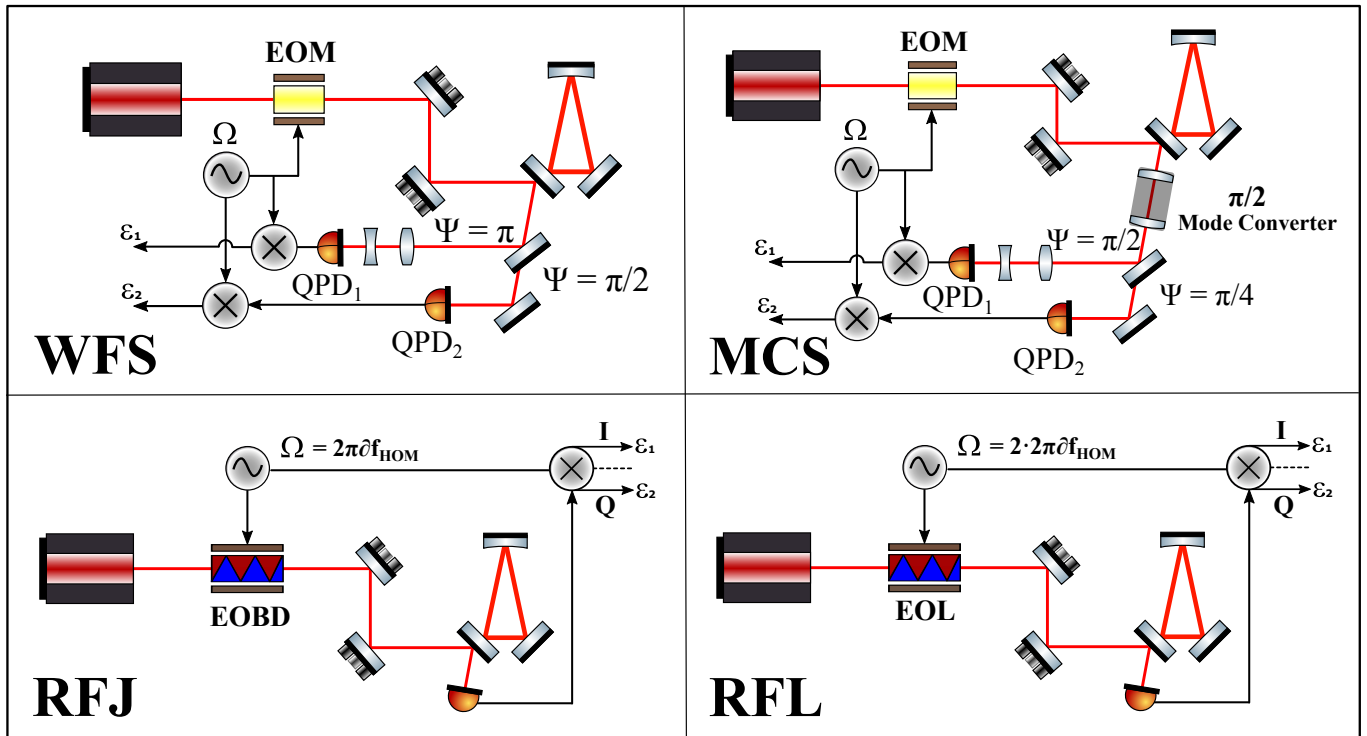 EOM
Ω
ε₁
Ψ = π
QPD₁
Ψ = π/2
ε₂
QPD₂
WFS
EOM
Ω
π/2
Mode Converter
ε₁
Ψ = π/2
QPD₁
Ψ = π/4
ε₂
QPD₂
MCS
Ω = 2π∂f_HOM
I
ε₁
ε₂
Q
EOBD
RFJ
Ω = 2·2π∂f_HOM
I
ε₁
ε₂
Q
EOL
RFL